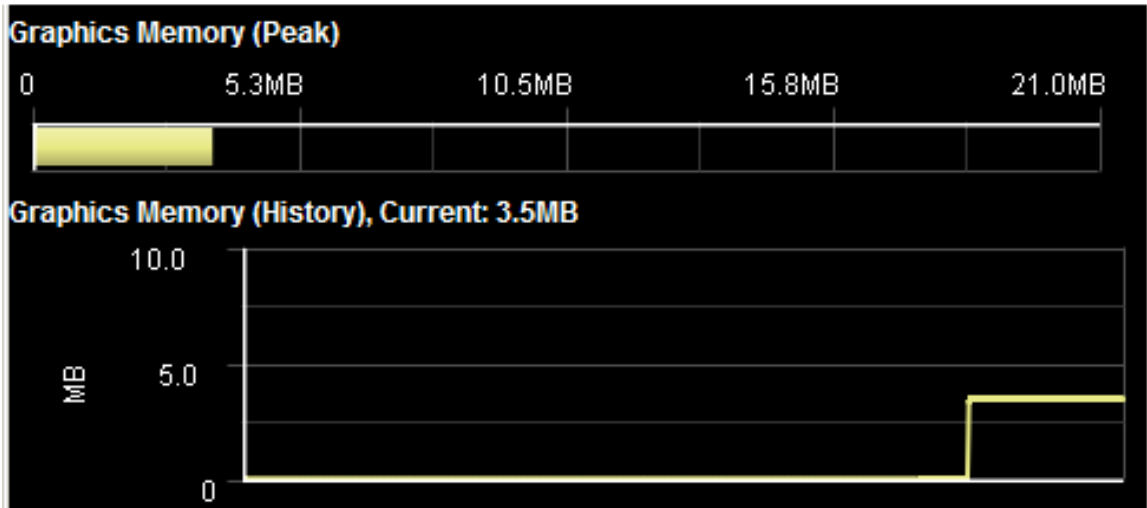 Graphics Memory (Peak)
0 5.3MB 10.5MB 15.8MB 21.0MB
Graphics Memory (History), Current: 3.5MB
10.0
MB 5.0
0